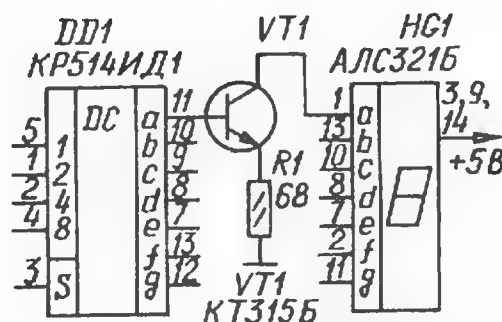 DD1 VT1 HG1
КР514ИД1 АЛС321Б
DC
5 1
1 2
2 4
4 8
3 S
a 11
b 10
c 9
d 8
e 7
f 13
g 12
R1
68
VT1
КТ315Б
1 a
13 b
10 c
8 d
7 e
2 f
11 g
3, 9,
14
+5В